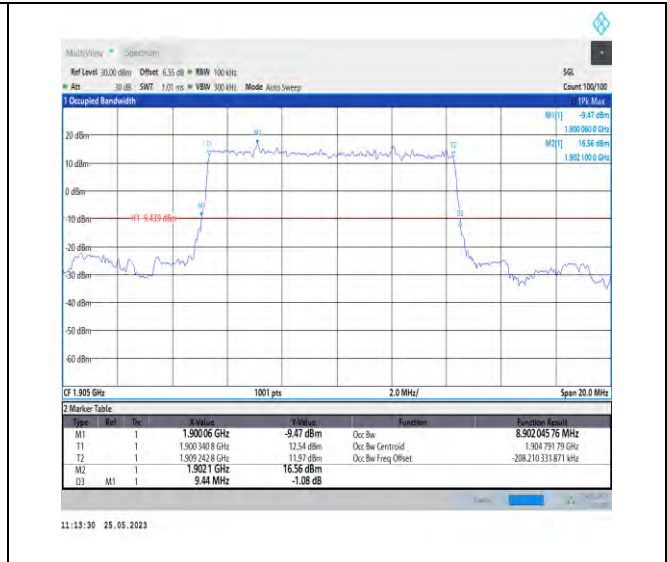 MultiView Spectrum
Ref Level 30.00 dBm Offset 6.55 dB RBW 100 kHz SGL
Att 30 dB SWT 1.01 ms VBW 300 kHz Mode Auto Sweep Count 100/100
1 Occupied Bandwidth 1Pk Max
M1[1] -9.47 dBm
1.900 060 0 GHz
M2[1] 16.56 dBm
1.902 100 0 GHz
20 dBm
T1
T2
10 dBm
0 dBm
-10 dBm
H1 -9.439 dBm
D3
-20 dBm
-30 dBm
-40 dBm
-50 dBm
-60 dBm
CF 1.905 GHz 1001 pts 2.0 MHz/ Span 20.0 MHz
2 Marker Table
Type Ref Trc X-Value Y-Value Function Function Result
M1 1 1.90006 GHz -9.47 dBm Occ Bw 8.902 045 76 MHz
T1 1 1.900 340 8 GHz 12.54 dBm Occ Bw Centroid 1.904 791 79 GHz
T2 1 1.909 242 8 GHz 11.97 dBm Occ Bw Freq Offset -208.210 331 871 kHz
M2 1 1.9021 GHz 16.56 dBm
D3 M1 1 9.44 MHz -1.08 dB
11:13:30 25.05.2023